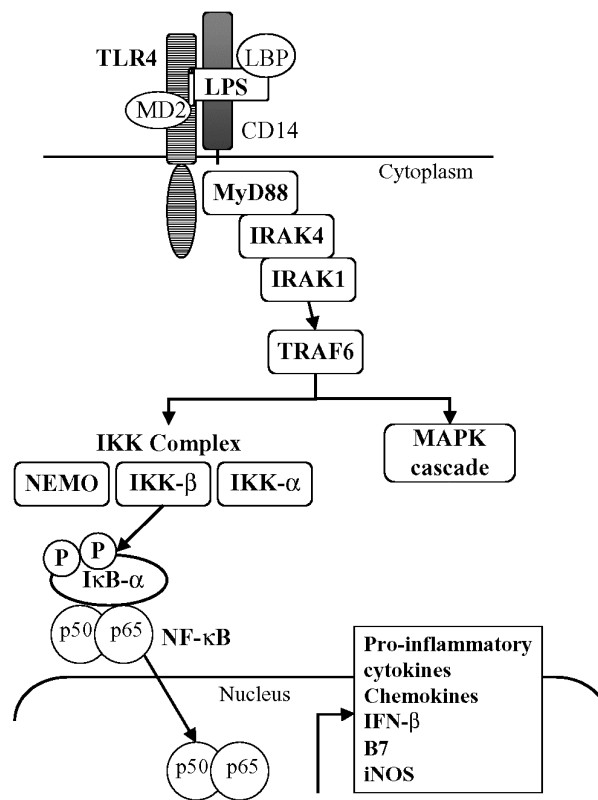 TLR4
LBP
LPS
MD2
CD14
Cytoplasm
MyD88
IRAK4
IRAK1
TRAF6
IKK Complex
MAPK
cascade
NEMO
IKK-β
IKK-α
P
P
IκB-α
p50
p65
NF-κB
Nucleus
Pro-inflammatory
cytokines
Chemokines
IFN-β
B7
iNOS
p50
p65